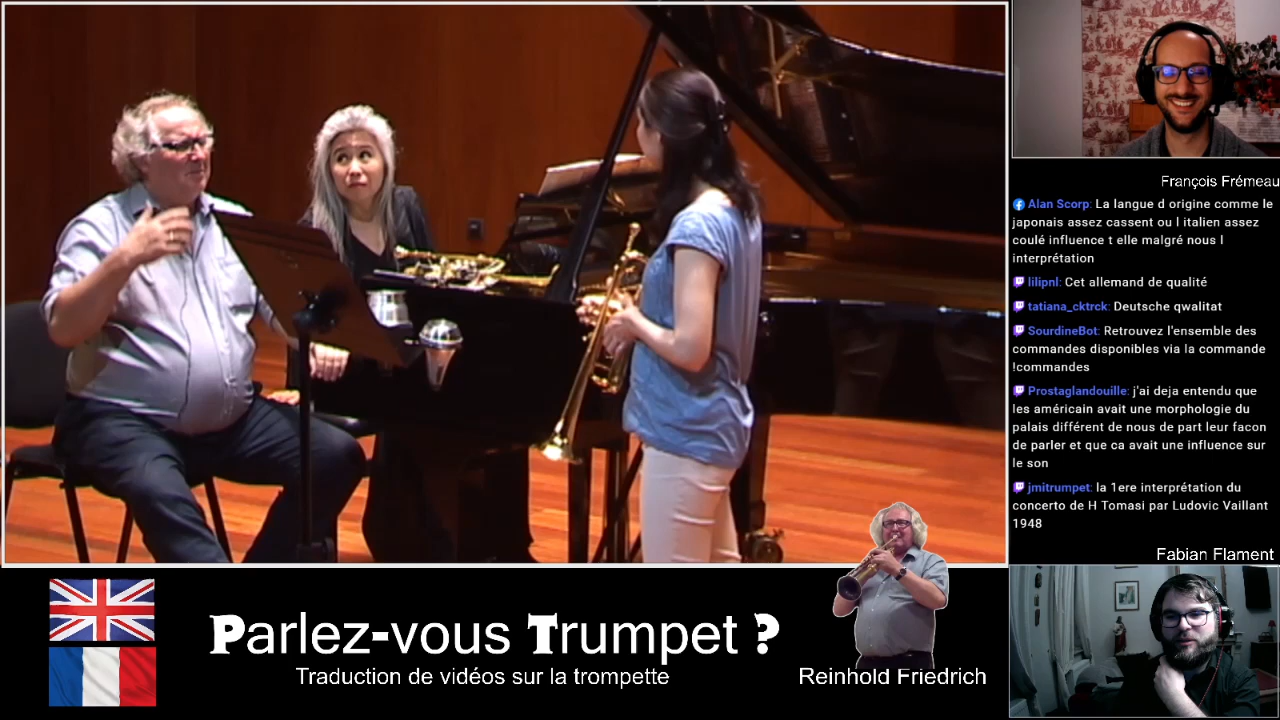 François Frémeau
Alan Scorp: La langue d origine comme le
japonais assez cassent ou l italien assez
coulé influence t elle malgré nous l
interprétation
lilipnl: Cet allemand de qualité
tatiana_cktrck: Deutsche qwalitat
SourdineBot: Retrouvez l'ensemble des
commandes disponibles via la commande
!commandes
Prostaglandouille: j'ai deja entendu que
les américain avait une morphologie du
palais différent de nous de part leur facon
de parler et que ca avait une influence sur
le son
jmitrumpet: la 1ere interprétation du
concerto de H Tomasi par Ludovic Vaillant
1948
Fabian Flament
Parlez-vous Trumpet ?
Traduction de vidéos sur la trompette
Reinhold Friedrich